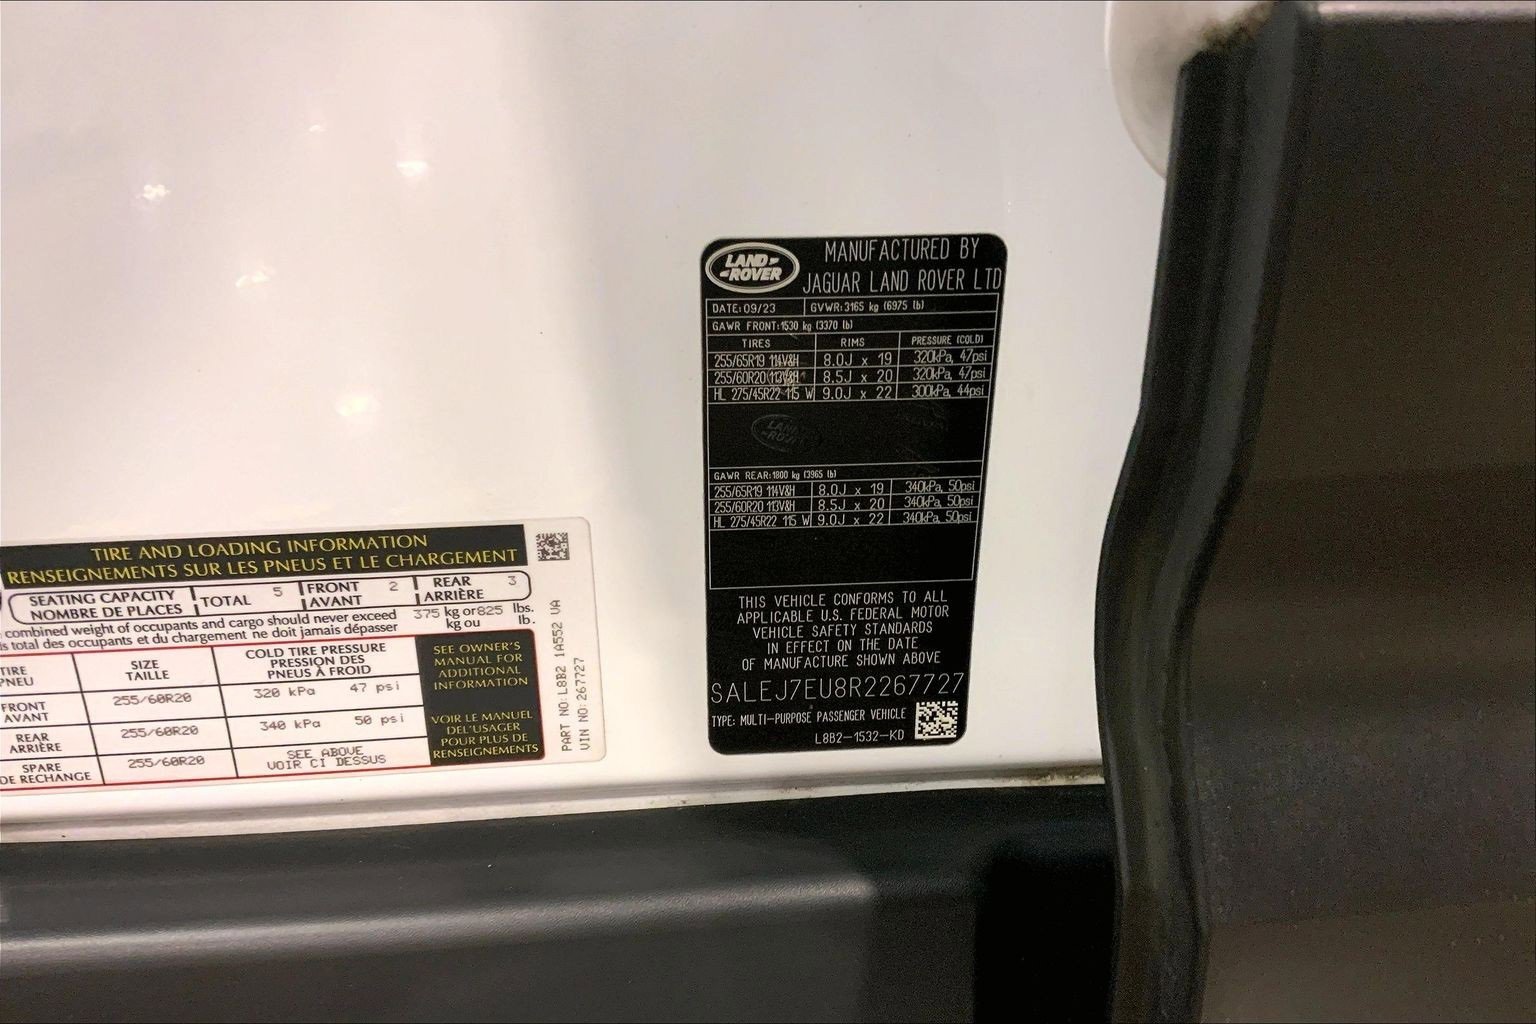 LAND ROVER
MANUFACTURED BY
JAGUAR LAND ROVER LTD
DATE: 09/23 GVWR: 3165 kg (6975 lb)
GAWR FRONT: 1530 kg (3370 lb)
TIRES RIMS PRESSURE (COLD)
255/65R19 114V&H 8.0J x 19 320kPa, 47psi
255/60R20 113V&H 8.5J x 20 320kPa, 47psi
HL 275/45R22 115 W 9.0J x 22 300kPa, 44psi
LAND ROVER
GAWR REAR: 1800 kg (3965 lb)
255/65R19 114V&H 8.0J x 19 340kPa, 50psi
255/60R20 113V&H 8.5J x 20 340kPa, 50psi
HL 275/45R22 115 W 9.0J x 22 340kPa, 50psi
THIS VEHICLE CONFORMS TO ALL
APPLICABLE U.S. FEDERAL MOTOR
VEHICLE SAFETY STANDARDS
IN EFFECT ON THE DATE
OF MANUFACTURE SHOWN ABOVE
SALEJ7EU8R2267727
TYPE: MULTI-PURPOSE PASSENGER VEHICLE
L8B2-1532-KD
TIRE AND LOADING INFORMATION
RENSEIGNEMENTS SUR LES PNEUS ET LE CHARGEMENT
SEATING CAPACITY
NOMBRE DE PLACES
TOTAL 5
FRONT 2
AVANT
REAR 3
ARRIÈRE
combined weight of occupants and cargo should never exceed 375 kg or 825 lbs.
total des occupants et du chargement ne doit jamais dépasser kg ou lb.
TIRE
PNEU
SIZE
TAILLE
COLD TIRE PRESSURE
PRESSION DES
PNEUS À FROID
FRONT
AVANT
255/60R20
320 kPa 47 psi
REAR
ARRIÈRE
255/60R20
340 kPa 50 psi
SPARE
DE RECHANGE
255/60R20
SEE ABOVE
VOIR CI DESSUS
SEE OWNER'S
MANUAL FOR
ADDITIONAL
INFORMATION
VOIR LE MANUEL
DEL'USAGER
POUR PLUS DE
RENSEIGNEMENTS
PART NO: L8B2 1A552 VA
VIN NO: 267727